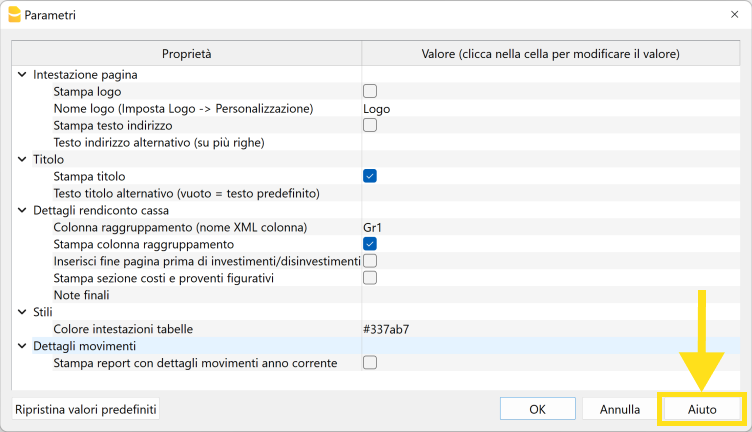 Parametri
Proprietà Valore (clicca nella cella per modificare il valore)
Intestazione pagina
Stampa logo
Nome logo (Imposta Logo -> Personalizzazione) Logo
Stampa testo indirizzo
Testo indirizzo alternativo (su più righe)
Titolo
Stampa titolo
Testo titolo alternativo (vuoto = testo predefinito)
Dettagli rendiconto cassa
Colonna raggruppamento (nome XML colonna) Gr1
Stampa colonna raggruppamento
Inserisci fine pagina prima di investimenti/disinvestimenti
Stampa sezione costi e proventi figurativi
Note finali
Stili
Colore intestazioni tabelle #337ab7
Dettagli movimenti
Stampa report con dettagli movimenti anno corrente
Ripristina valori predefiniti OK Annulla Aiuto